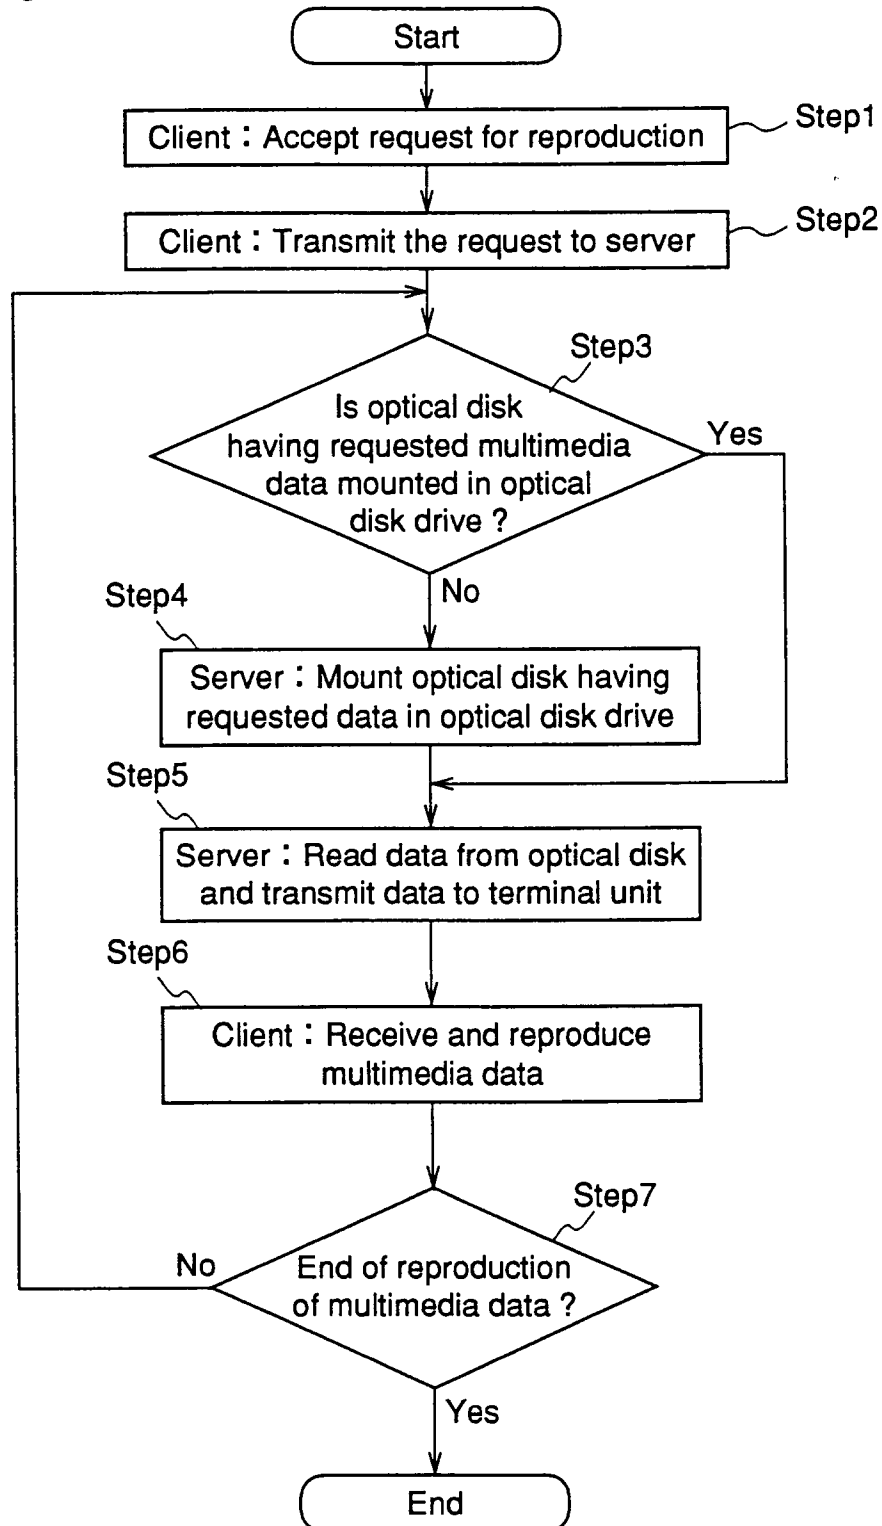 Start
Client : Accept request for reproduction
Step1
Client : Transmit the request to server
Step2
Step3
Is optical disk
having requested multimedia
data mounted in optical
disk drive ?
Yes
No
Step4
Server : Mount optical disk having
requested data in optical disk drive
Step5
Server : Read data from optical disk
and transmit data to terminal unit
Step6
Client : Receive and reproduce
multimedia data
Step7
No
End of reproduction
of multimedia data ?
Yes
End